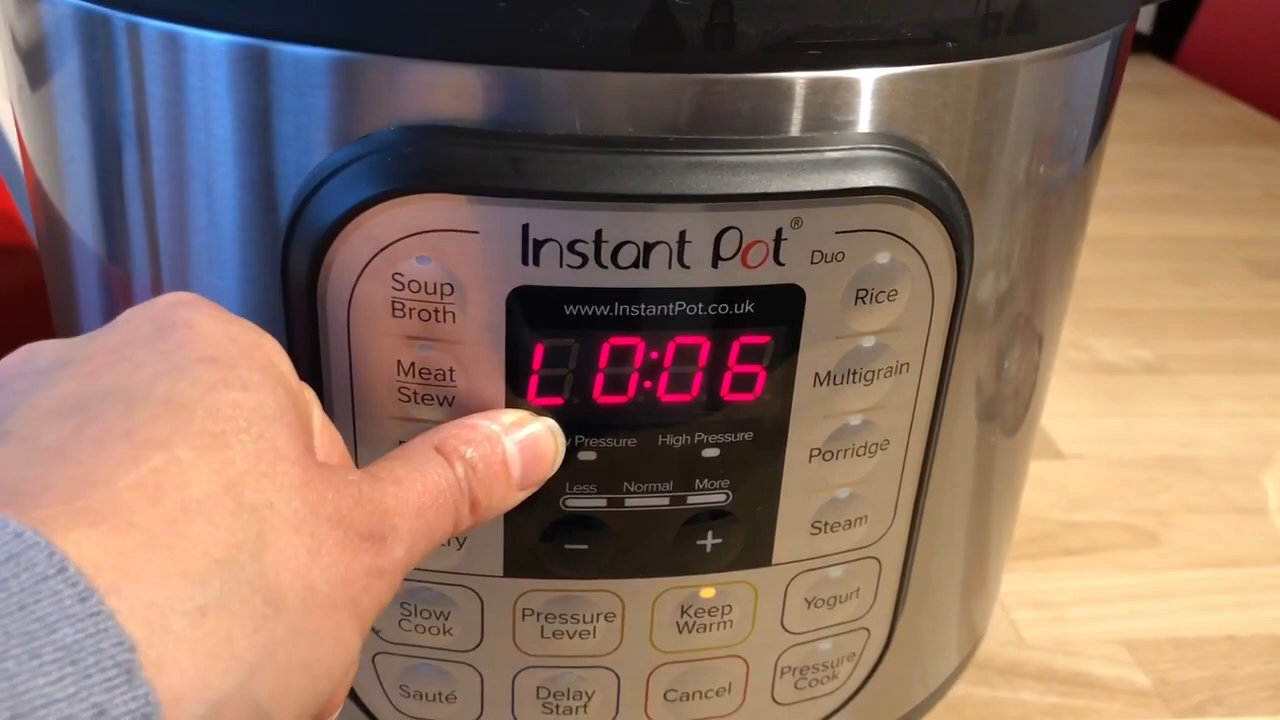 Instant Pot®
Duo
www.InstantPot.co.uk
L0:06
Soup
Broth
Meat
Stew
Rice
Multigrain
Porridge
Steam
Pressure
High Pressure
Less
Normal
More
−
+
Slow
Cook
Pressure
Level
Keep
Warm
Yogurt
Sauté
Delay
Start
Cancel
Pressure
Cook